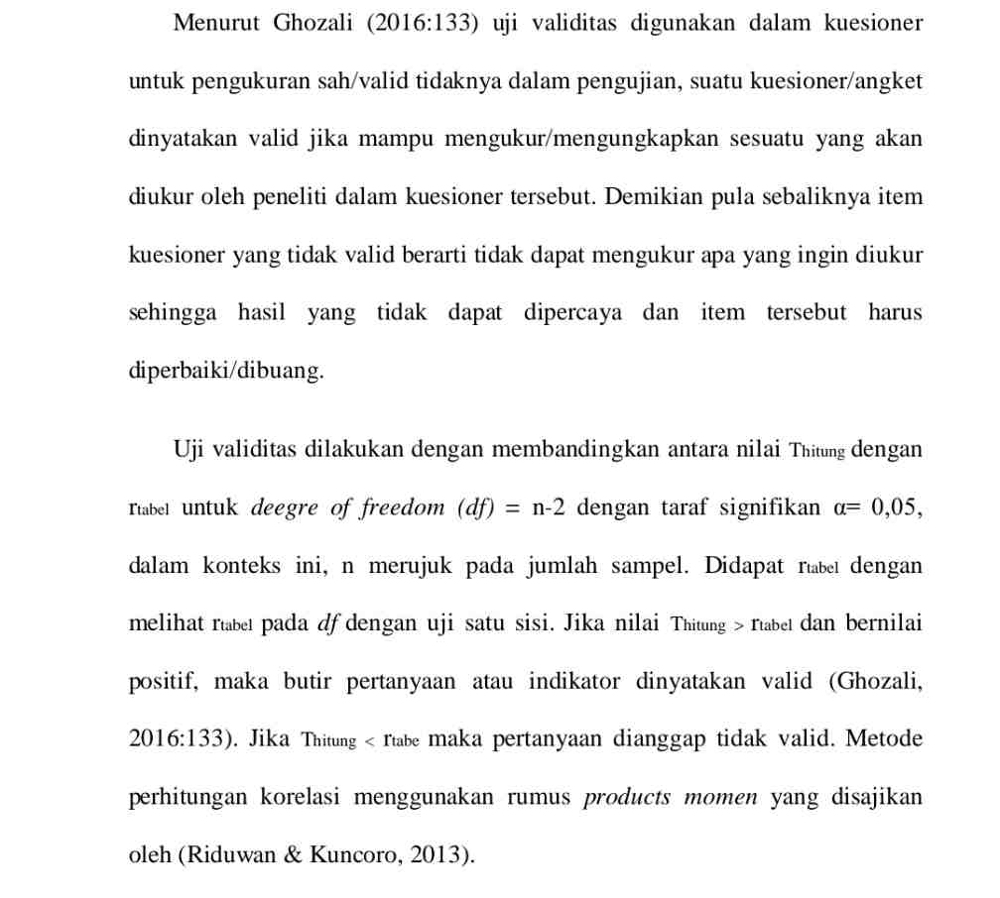 Menurut Ghozali (2016:133) uji validitas digunakan dalam kuesioner
untuk pengukuran sah/valid tidaknya dalam pengujian, suatu kuesioner/angket
dinyatakan valid jika mampu mengukur/mengungkapkan sesuatu yang akan
diukur oleh peneliti dalam kuesioner tersebut. Demikian pula sebaliknya item
kuesioner yang tidak valid berarti tidak dapat mengukur apa yang ingin diukur
sehingga hasil yang tidak dapat dipercaya dan item tersebut harus
diperbaiki/dibuang.
Uji validitas dilakukan dengan membandingkan antara nilai Thitung dengan
rtabel untuk deegre of freedom (df) = n-2 dengan taraf signifikan α= 0,05,
dalam konteks ini, n merujuk pada jumlah sampel. Didapat rtabel dengan
melihat rtabel pada df dengan uji satu sisi. Jika nilai Thitung > rtabel dan bernilai
positif, maka butir pertanyaan atau indikator dinyatakan valid (Ghozali,
2016:133). Jika Thitung < rtabe maka pertanyaan dianggap tidak valid. Metode
perhitungan korelasi menggunakan rumus products momen yang disajikan
oleh (Riduwan & Kuncoro, 2013).